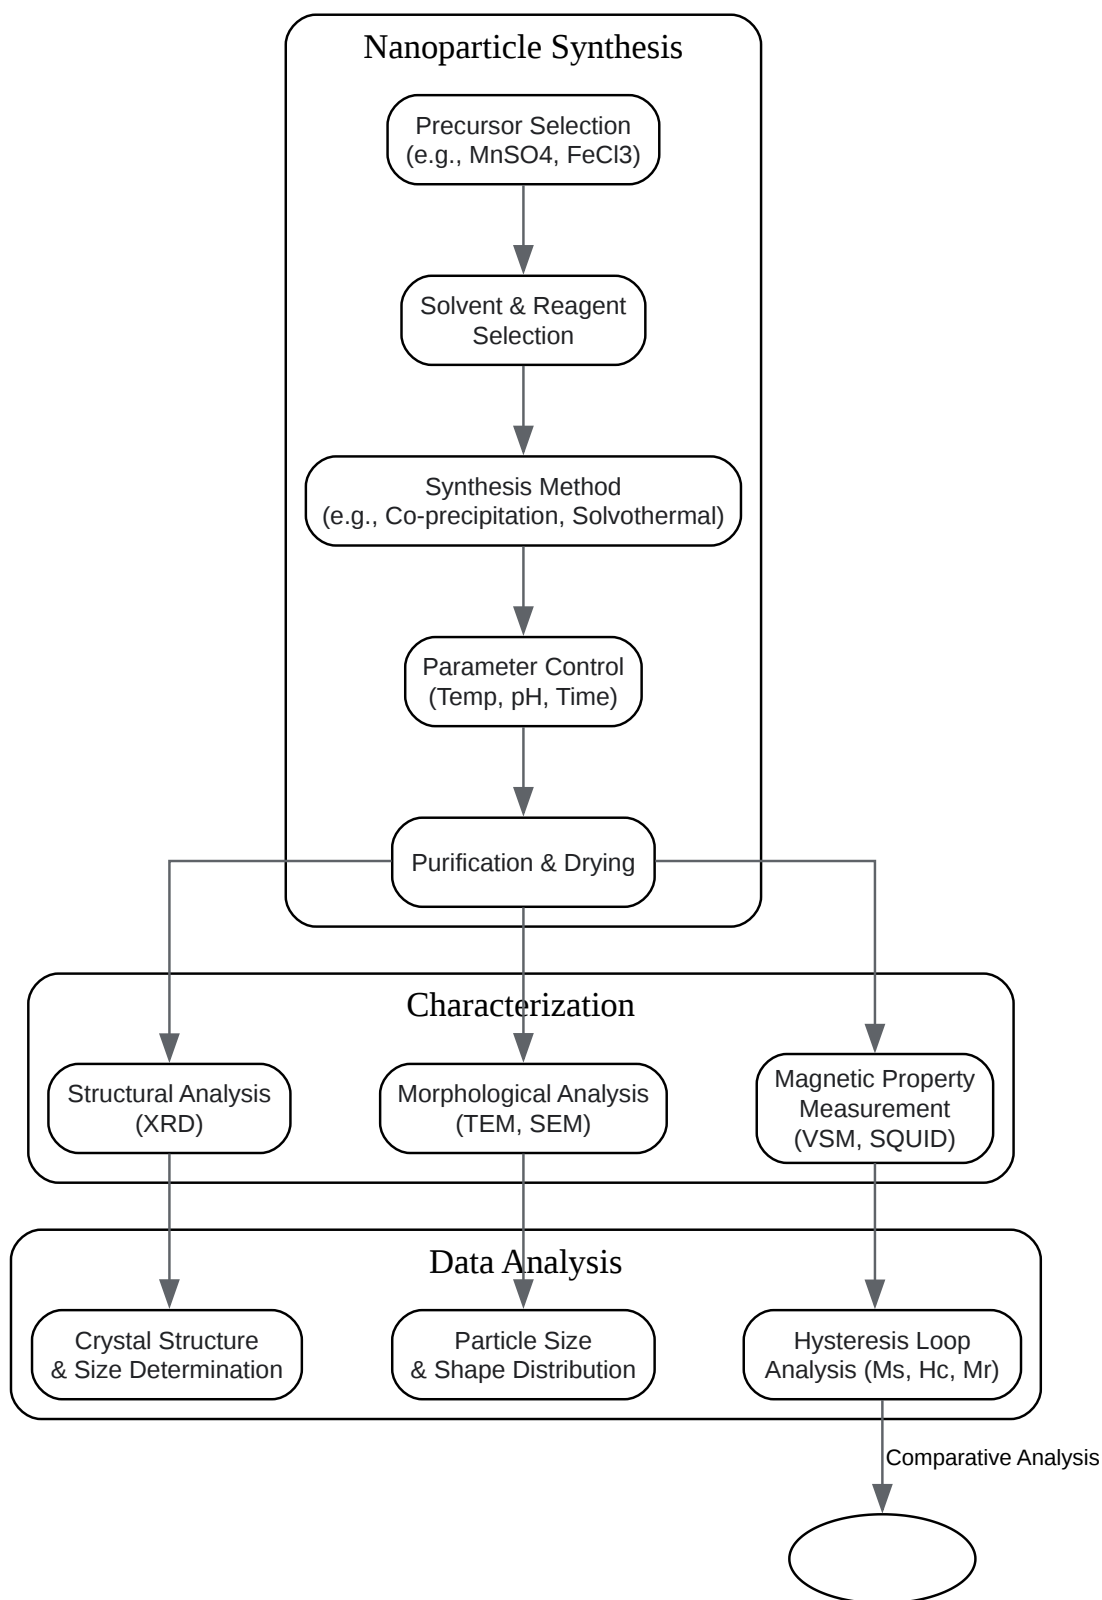 Nanoparticle Synthesis
Precursor Selection
(e.g., MnSO4, FeCl3)
Solvent & Reagent
Selection
Synthesis Method
(e.g., Co-precipitation, Solvothermal)
Parameter Control
(Temp, pH, Time)
Purification & Drying
Characterization
Structural Analysis
(XRD)
Morphological Analysis
(TEM, SEM)
Magnetic Property
Measurement
(VSM, SQUID)
Data Analysis
Crystal Structure
& Size Determination
Particle Size
& Shape Distribution
Hysteresis Loop
Analysis (Ms, Hc, Mr)
Comparative Analysis